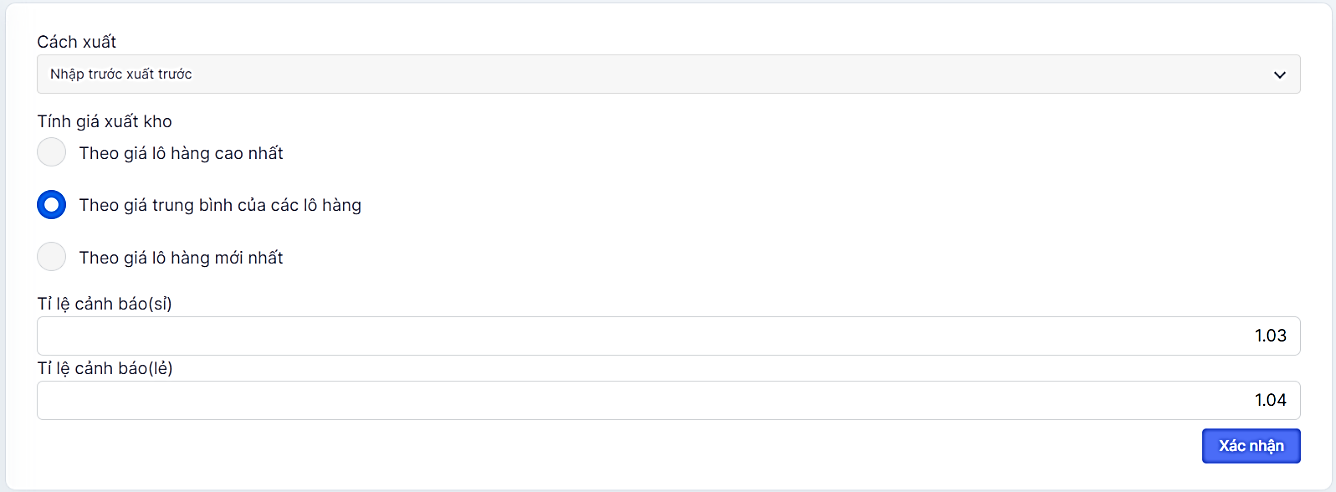 Cách xuất
Nhập trước xuất trước
Tính giá xuất kho
Theo giá lô hàng cao nhất
Theo giá trung bình của các lô hàng
Theo giá lô hàng mới nhất
Tỉ lệ cảnh báo(sỉ)
1.03
Tỉ lệ cảnh báo(lẻ)
1.04
Xác nhận